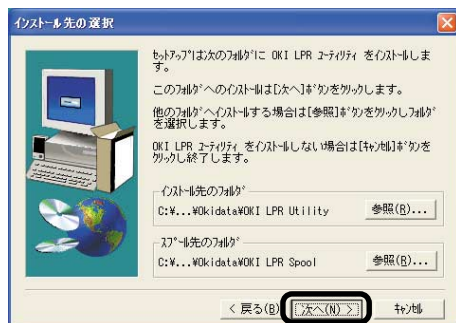 インストール先の選択
セットアップは次のフォルダに OKI LPR ユーティリティ をインストールしま
す。
このフォルダへのインストールは[次へ]ボタンをクリックします。
他のフォルダへインストールする場合は[参照]ボタンをクリックしフォルダ
を選択します。
OKI LPR ユーティリティ をインストールしない場合は[キャンセル]ボタンを
クリックし終了します。
インストール先のフォルダ
C:¥...¥Okidata¥OKI LPR Utility
参照(R)...
スプール先のフォルダ
C:¥...¥Okidata¥OKI LPR Spool
参照(R)...
< 戻る(B)
次へ(N) >
キャンセル